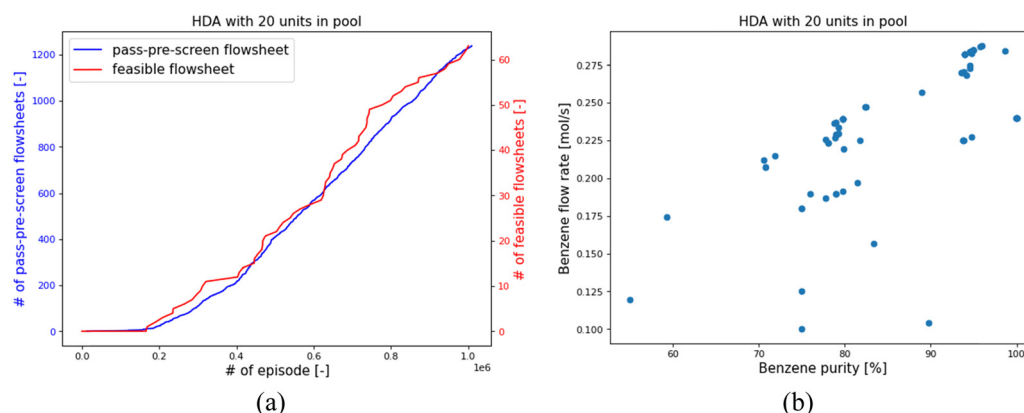 HDA with 20 units in pool
pass-pre-screen flowsheet
feasible flowsheet
# of pass-pre-screen flowsheets [-]
1200
1000
800
600
400
200
0
# of feasible flowsheets [-]
60
50
40
30
20
10
0
0.0 0.2 0.4 0.6 0.8 1.0
1e6
# of episode [-]
(a)
HDA with 20 units in pool
Benzene flow rate [mol/s]
0.275
0.250
0.225
0.200
0.175
0.150
0.125
0.100
60 70 80 90 100
Benzene purity [%]
(b)